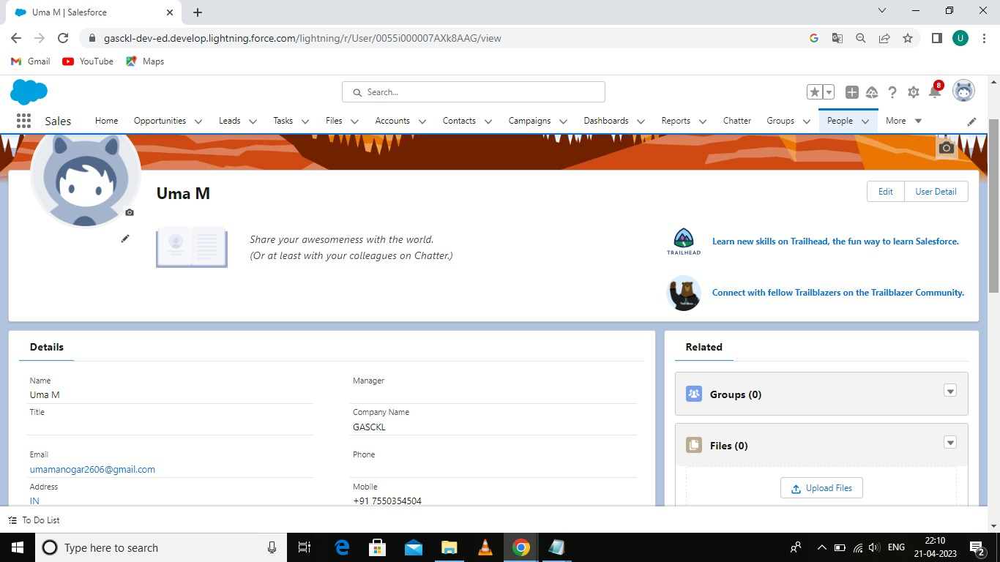 Uma M | Salesforce
gasckl-dev-ed.develop.lightning.force.com/lightning/r/User/0055i000007AXk8AAG/view
U
Gmail YouTube Maps
Search...
8
Sales Home Opportunities Leads Tasks Files Accounts Contacts Campaigns Dashboards Reports Chatter Groups People More
Uma M
Edit User Detail
Share your awesomeness with the world.
(Or at least with your colleagues on Chatter.)
TRAILHEAD
Learn new skills on Trailhead, the fun way to learn Salesforce.
Connect with fellow Trailblazers on the Trailblazer Community.
Details
Name
Uma M
Manager
Title
Company Name
GASCKL
Email
umamanogar2606@gmail.com
Phone
Address
IN
Mobile
+91 7550354504
Related
Groups (0)
Files (0)
Upload Files
To Do List
Type here to search
ENG
22:10
21-04-2023
2